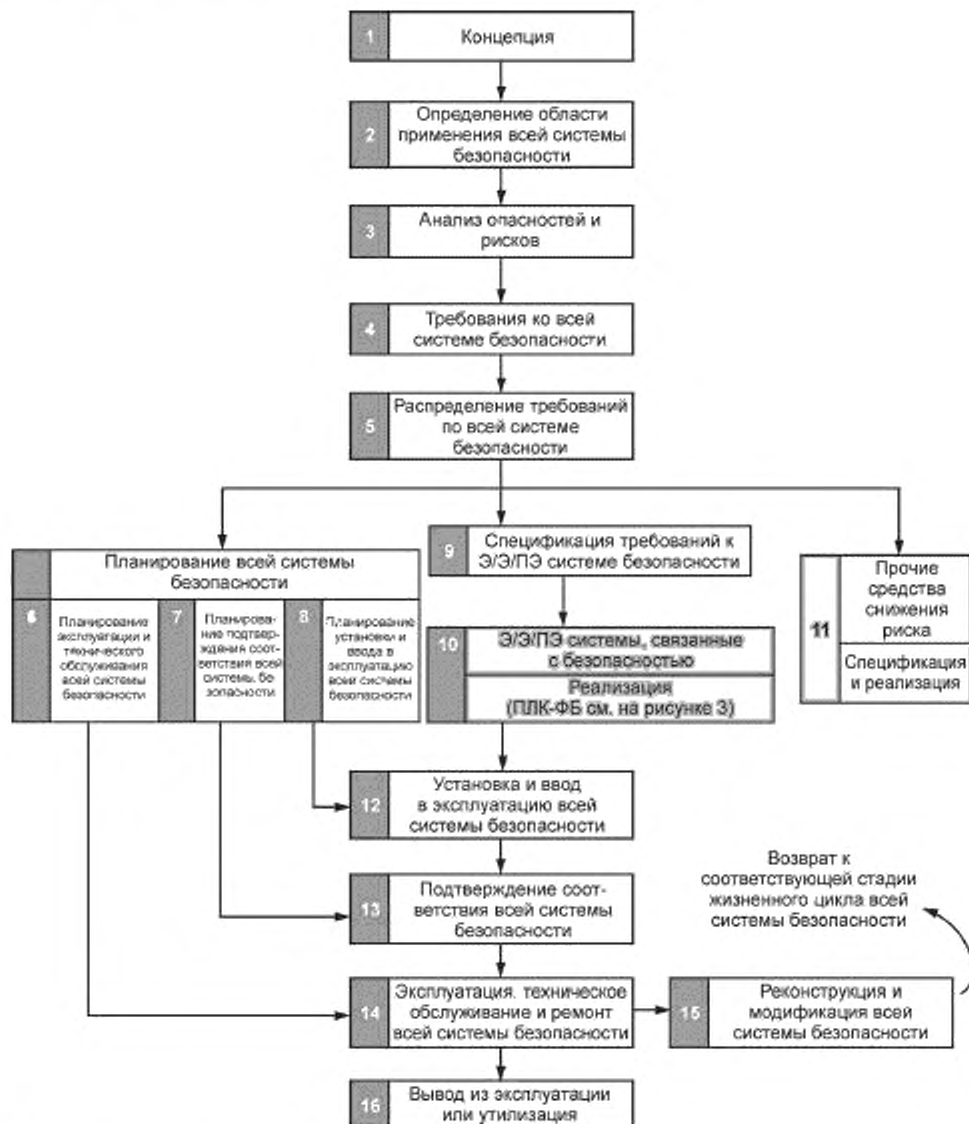 1
Концепция
2
Определение области
применения всей системы
безопасности
3
Анализ опасностей и
рисков
4
Требования ко всей
системе безопасности
5
Распределение требований
по всей системе
безопасности
Планирование всей системы
безопасности
6
Планирование
эксплуатации и
технического
обслуживания
всей системы
безопасности
7
Планирова-
ние подтвер-
ждения соот-
ветствия всей
системы, бе-
зопасности
8
Планирование
установки и
ввода в
эксплуатацию
всей системы
безопасности
9
Спецификация требований к
Э/Э/ПЭ системе безопасности
10
Э/Э/ПЭ системы, связанные
с безопасностью
Реализация
(ПЛК-ФБ см. на рисунке 3)
11
Прочие
средства
снижения
риска
Спецификация
и реализация
12
Установка и ввод
в эксплуатацию всей
системы безопасности
13
Подтверждение соот-
ветствия всей системы
безопасности
Возврат к
соответствующей стадии
жизненного цикла всей
системы безопасности
14
Эксплуатация. техническое
обслуживание и ремонт
всей системы безопасности
15
Реконструкция и
модификация всей
системы безопасности
16
Вывод из эксплуатации
или утилизация